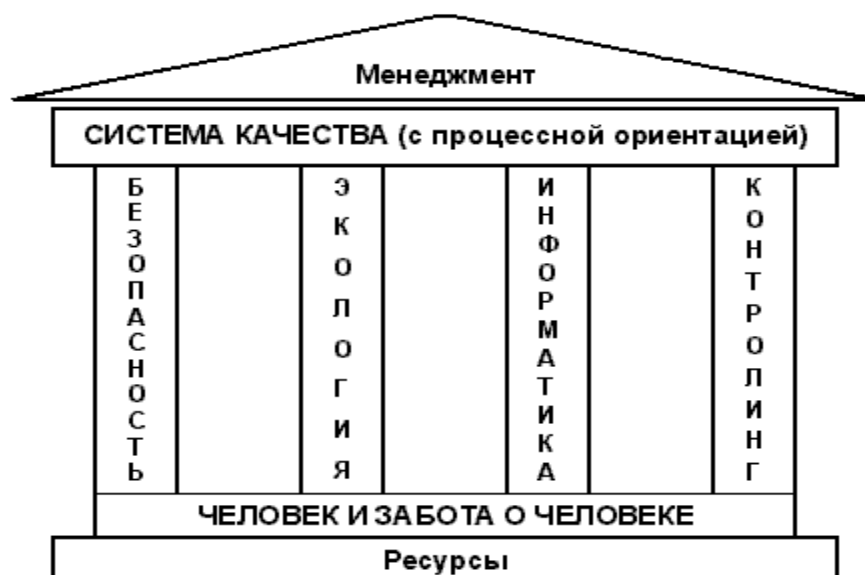 Менеджмент
СИСТЕМА КАЧЕСТВА (с процессной ориентацией)
БЕЗОПАСНОСТЬ
ЭКОЛОГИЯ
ИНФОРМАТИКА
КОНТРОЛИНГ
ЧЕЛОВЕК И ЗАБОТА О ЧЕЛОВЕКЕ
Ресурсы